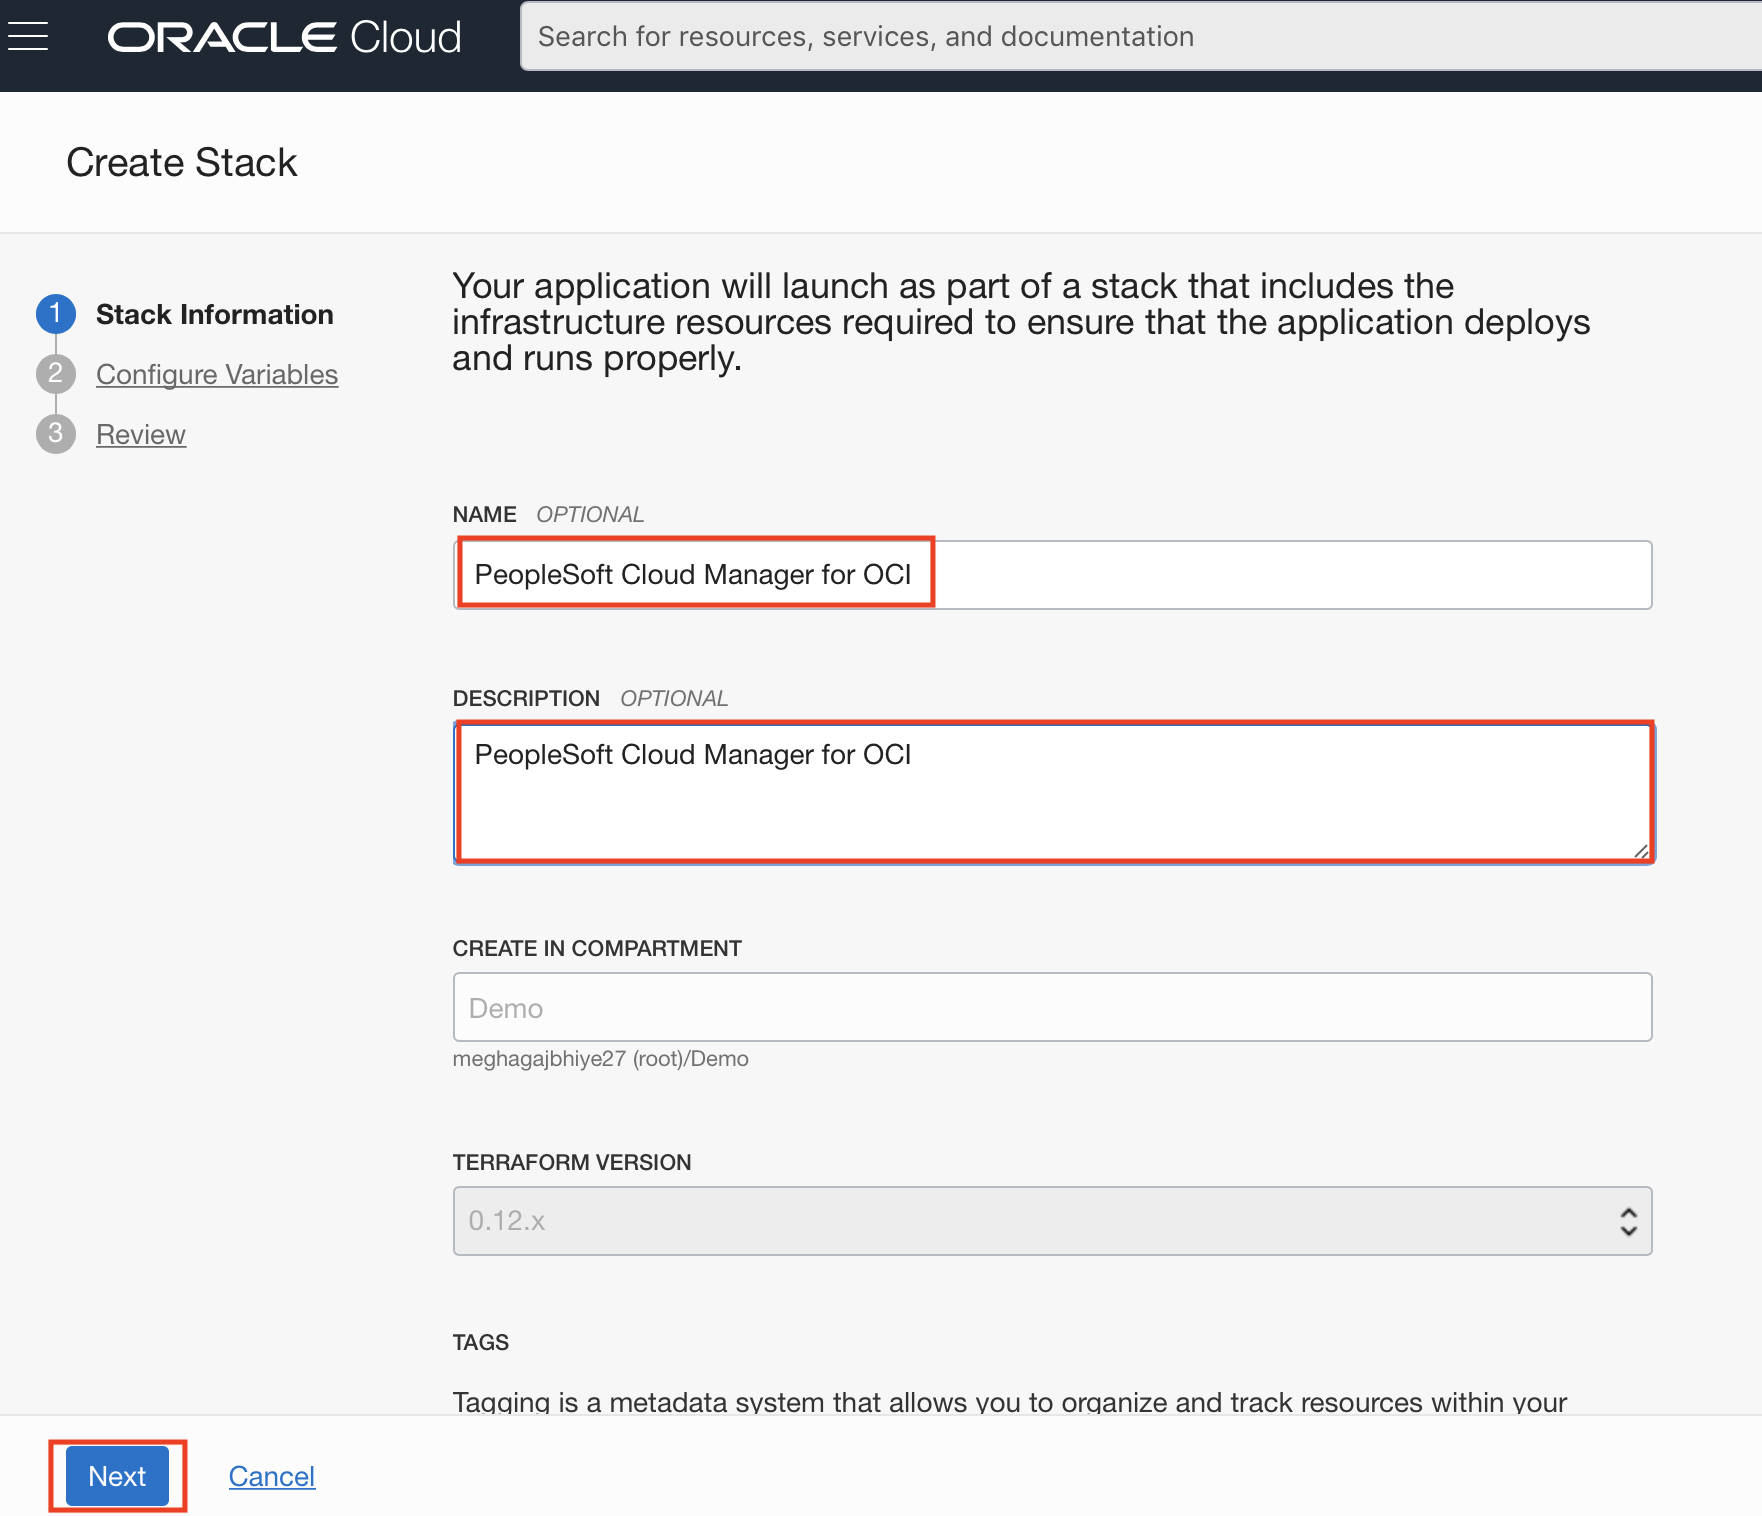 ORACLE Cloud
Search for resources, services, and documentation
Create Stack
1 Stack Information
2 Configure Variables
3 Review
Your application will launch as part of a stack that includes the
infrastructure resources required to ensure that the application deploys
and runs properly.
NAME OPTIONAL
PeopleSoft Cloud Manager for OCI
DESCRIPTION OPTIONAL
PeopleSoft Cloud Manager for OCI
CREATE IN COMPARTMENT
Demo
meghagajbhiye27 (root)/Demo
TERRAFORM VERSION
0.12.x
TAGS
Tagging is a metadata system that allows you to organize and track resources within your
Next Cancel